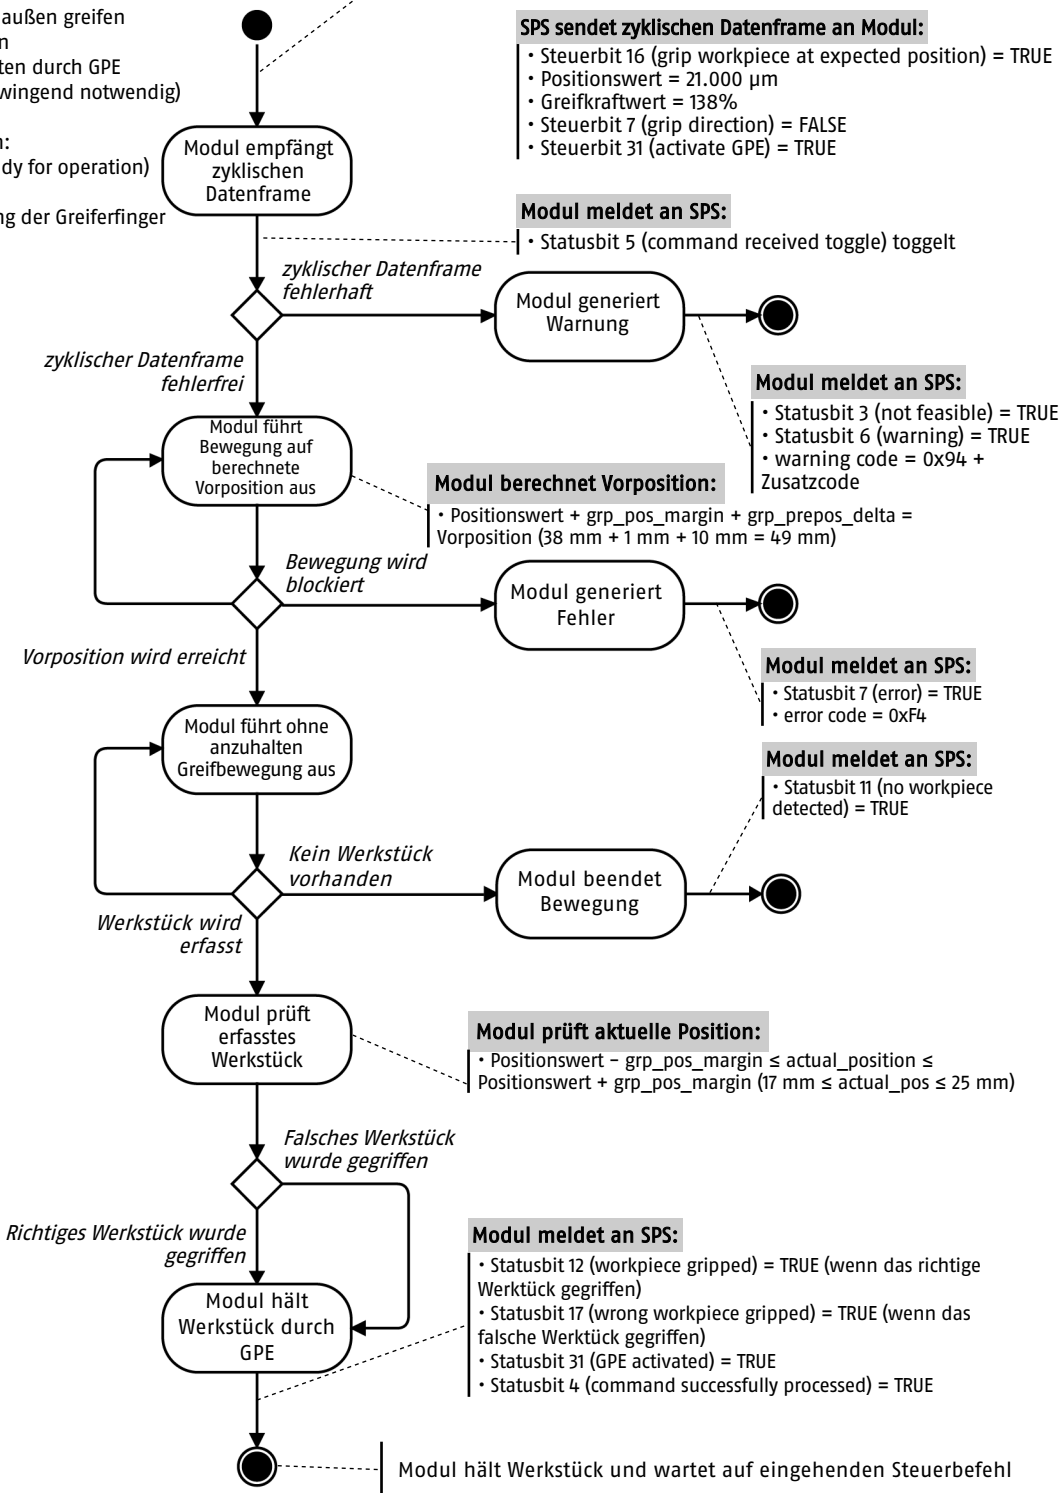 außen greifen
n
ten durch GPE
wingend notwendig)
n:
dy for operation)
ng der Greiferfinger
SPS sendet zyklischen Datenframe an Modul:
• Steuerbit 16 (grip workpiece at expected position) = TRUE
• Positionswert = 21.000 µm
• Greifkraftwert = 138%
• Steuerbit 7 (grip direction) = FALSE
• Steuerbit 31 (activate GPE) = TRUE
Modul empfängt
zyklischen
Datenframe
Modul meldet an SPS:
• Statusbit 5 (command received toggle) toggelt
zyklischer Datenframe
fehlerhaft
Modul generiert
Warnung
zyklischer Datenframe
fehlerfrei
Modul meldet an SPS:
• Statusbit 3 (not feasible) = TRUE
• Statusbit 6 (warning) = TRUE
• warning code = 0x94 +
Zusatzcode
Modul führt
Bewegung auf
berechnete
Vorposition aus
Modul berechnet Vorposition:
• Positionswert + grp_pos_margin + grp_prepos_delta =
Vorposition (38 mm + 1 mm + 10 mm = 49 mm)
Bewegung wird
blockiert
Modul generiert
Fehler
Vorposition wird erreicht
Modul meldet an SPS:
• Statusbit 7 (error) = TRUE
• error code = 0xF4
Modul führt ohne
anzuhalten
Greifbewegung aus
Modul meldet an SPS:
• Statusbit 11 (no workpiece
detected) = TRUE
Kein Werkstück
vorhanden
Modul beendet
Bewegung
Werkstück wird
erfasst
Modul prüft
erfasstes
Werkstück
Modul prüft aktuelle Position:
• Positionswert − grp_pos_margin ≤ actual_position ≤
Positionswert + grp_pos_margin (17 mm ≤ actual_pos ≤ 25 mm)
Falsches Werkstück
wurde gegriffen
Richtiges Werkstück wurde
gegriffen
Modul meldet an SPS:
• Statusbit 12 (workpiece gripped) = TRUE (wenn das richtige
Werktück gegriffen)
• Statusbit 17 (wrong workpiece gripped) = TRUE (wenn das
falsche Werktück gegriffen)
• Statusbit 31 (GPE activated) = TRUE
• Statusbit 4 (command successfully processed) = TRUE
Modul hält
Werkstück durch
GPE
Modul hält Werkstück und wartet auf eingehenden Steuerbefehl